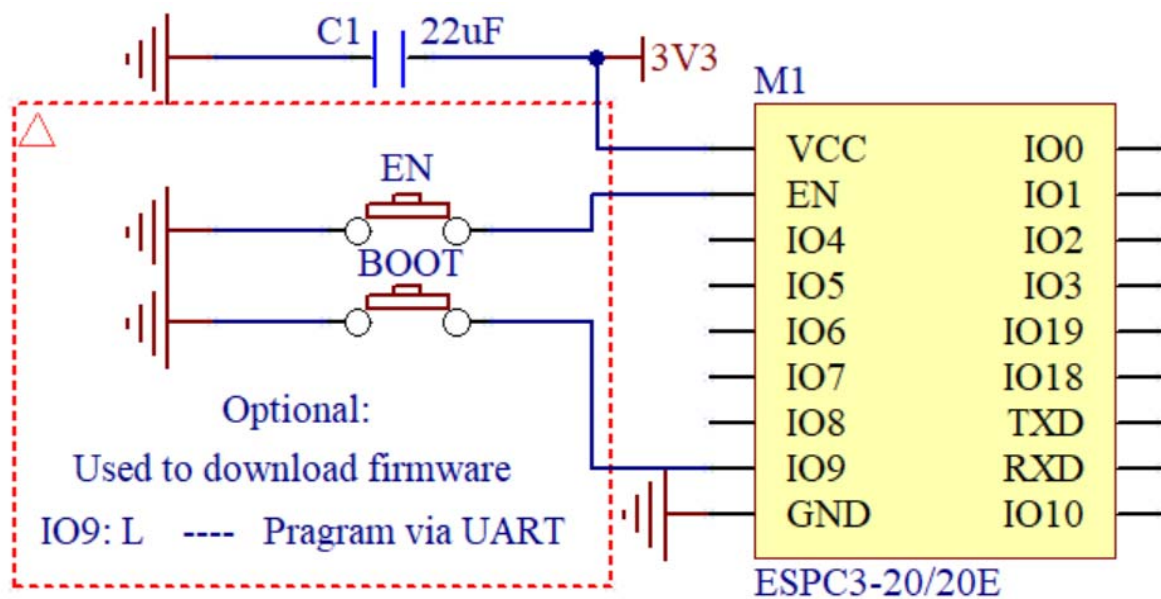 C1 22uF
3V3
M1
VCC IO0
EN
EN IO1
IO4 IO2
BOOT
IO5 IO3
IO6 IO19
IO7 IO18
Optional:
IO8 TXD
Used to download firmware
IO9 RXD
GND IO10
IO9: L ---- Pragram via UART
ESPC3-20/20E